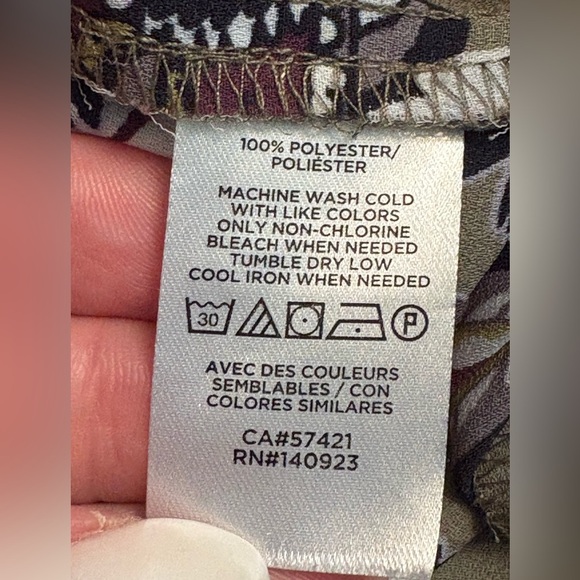 100% POLYESTER/
POLIÉSTER
MACHINE WASH COLD
WITH LIKE COLORS
ONLY NON-CHLORINE
BLEACH WHEN NEEDED
TUMBLE DRY LOW
COOL IRON WHEN NEEDED
30 P
AVEC DES COULEURS
SEMBLABLES / CON
COLORES SIMILARES
CA#57421
RN#140923